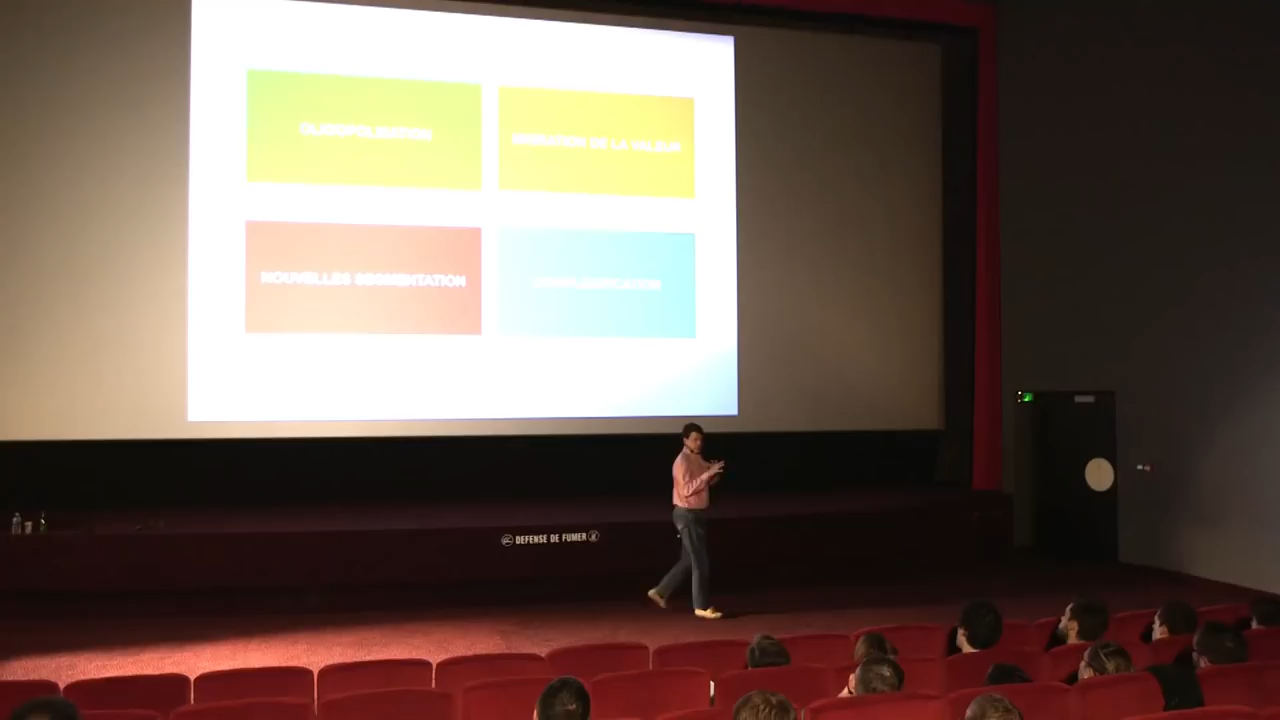 OLIGOPOLISATION
MIGRATION DE LA VALEUR
NOUVELLES SEGMENTATION
DEFENSE DE FUMER